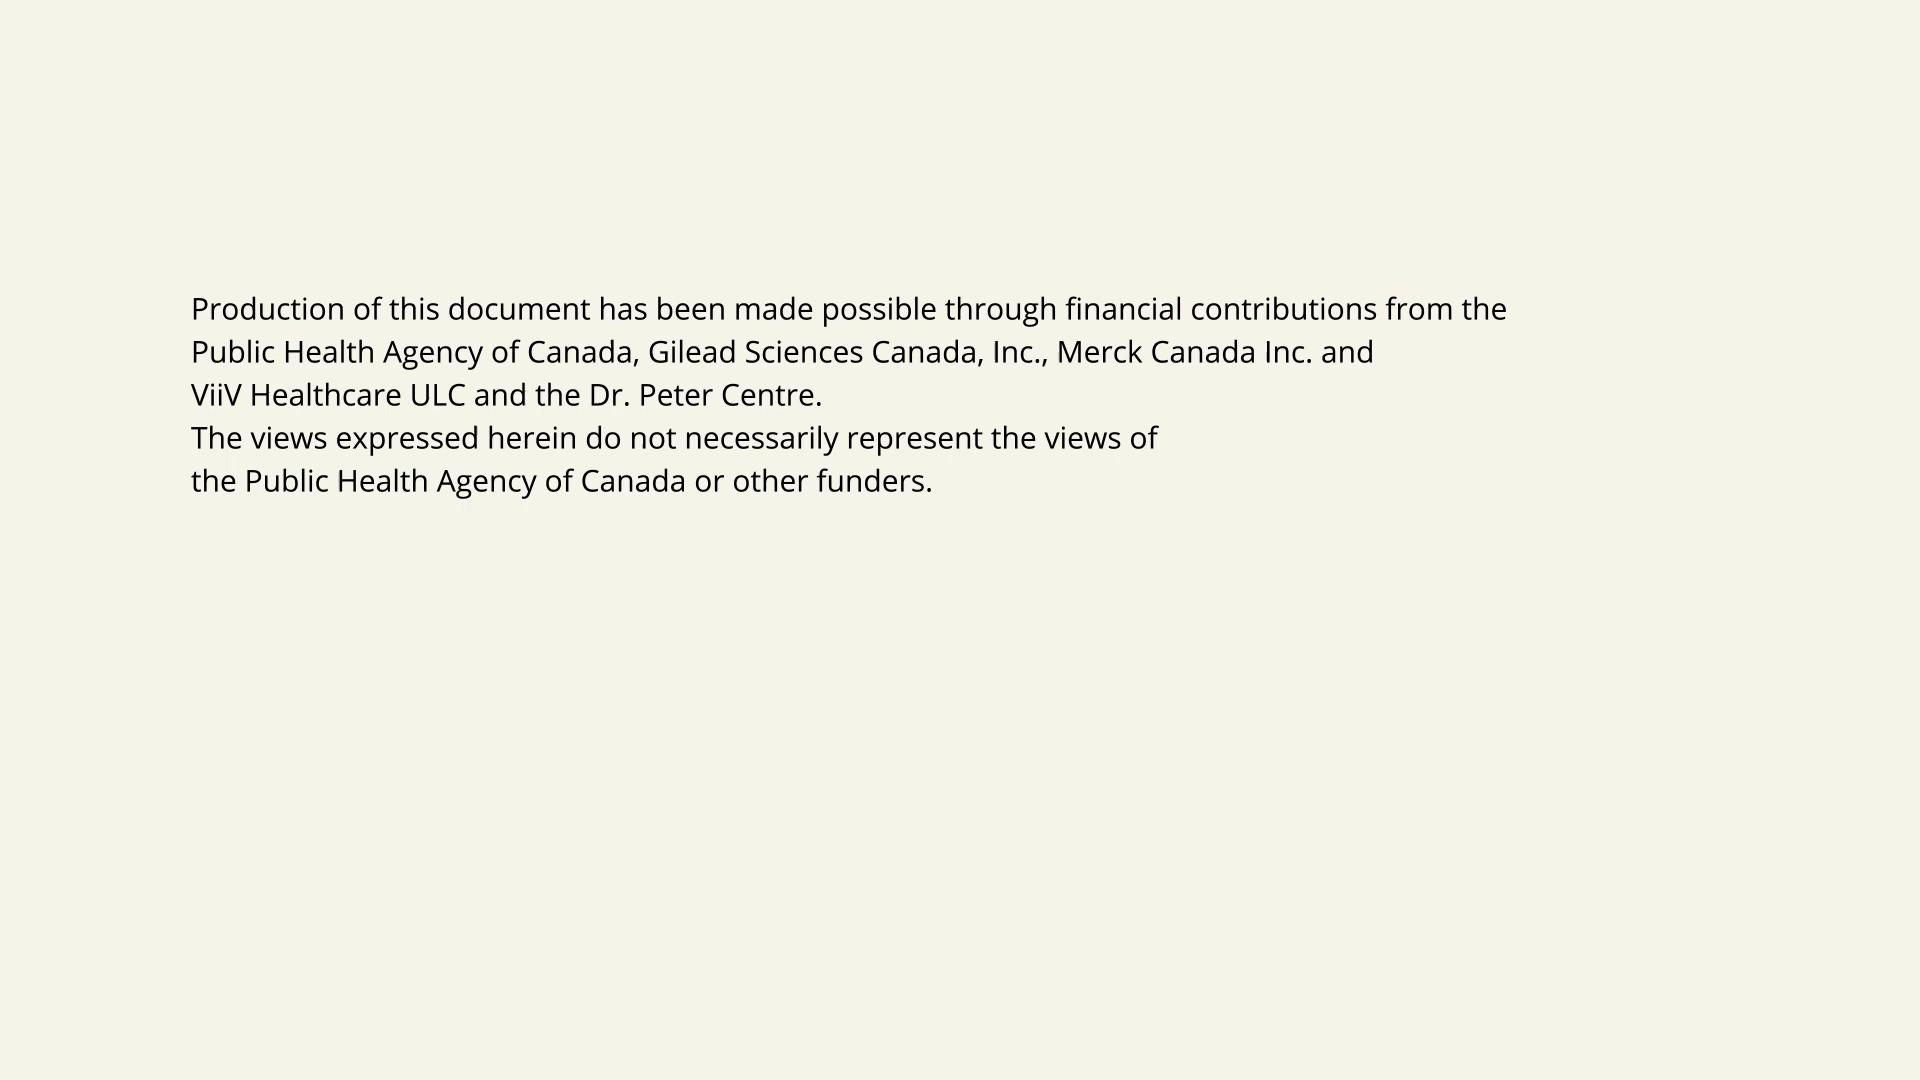 Production of this document has been made possible through financial contributions from the
Public Health Agency of Canada, Gilead Sciences Canada, Inc., Merck Canada Inc. and
ViiV Healthcare ULC and the Dr. Peter Centre.
The views expressed herein do not necessarily represent the views of
the Public Health Agency of Canada or other funders.